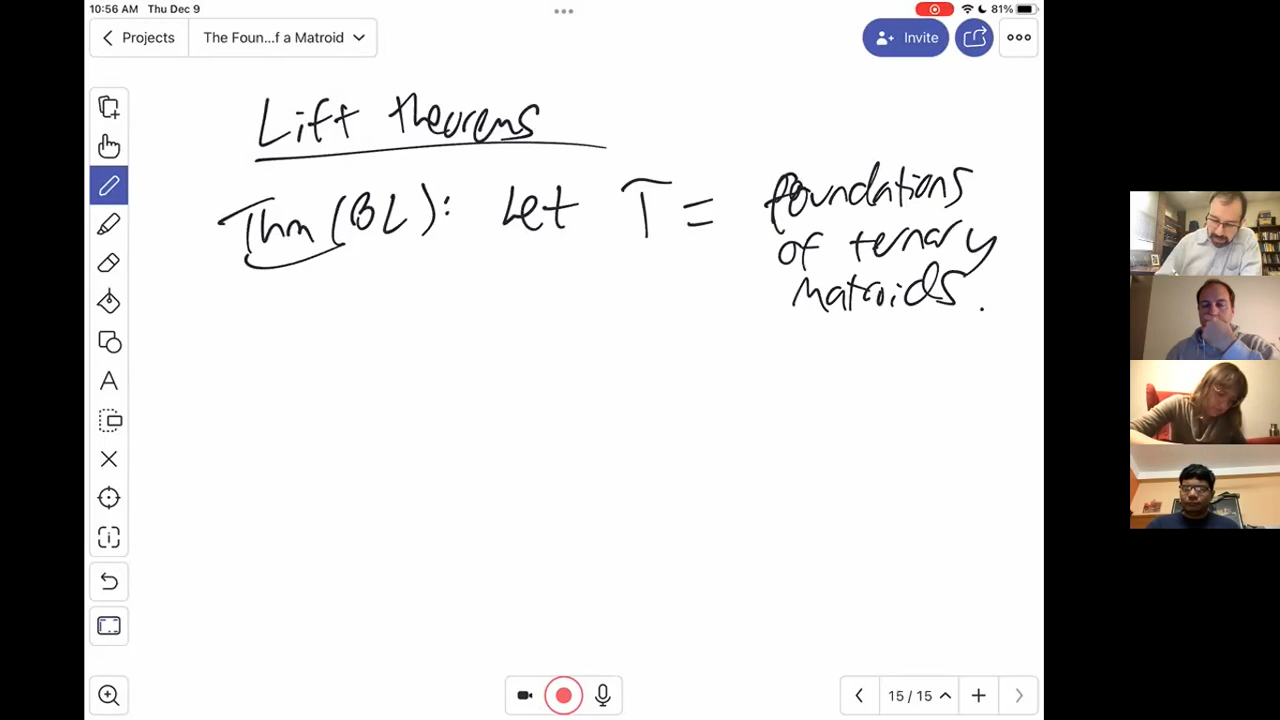 10:56 AM Thu Dec 9
81%
Projects
The Foun...f a Matroid
Invite
Lift theorems
Thm (BL): Let T = foundations
of ternary
matroids.
A
15 / 15